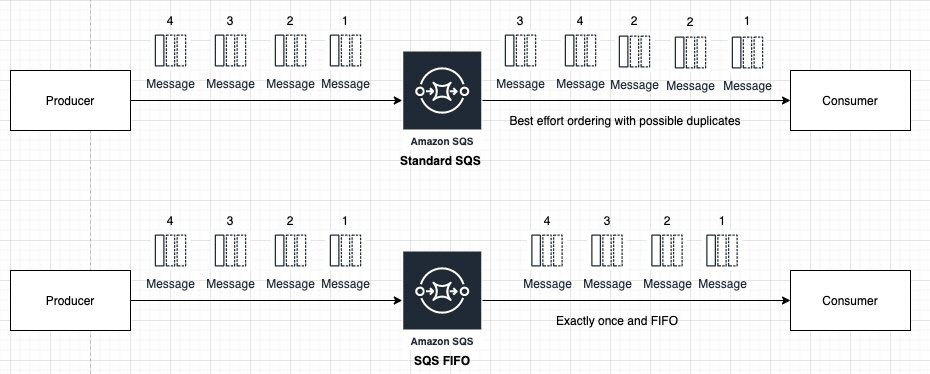 4 3 2 1 3 4 2 2 1
Message Message Message Message Message Message Message Message Message
Producer Consumer
Best effort ordering with possible duplicates
Amazon SQS
Standard SQS
4 3 2 1 4 3 2 1
Message Message Message Message Message Message Message Message
Producer Consumer
Exactly once and FIFO
Amazon SQS
SQS FIFO